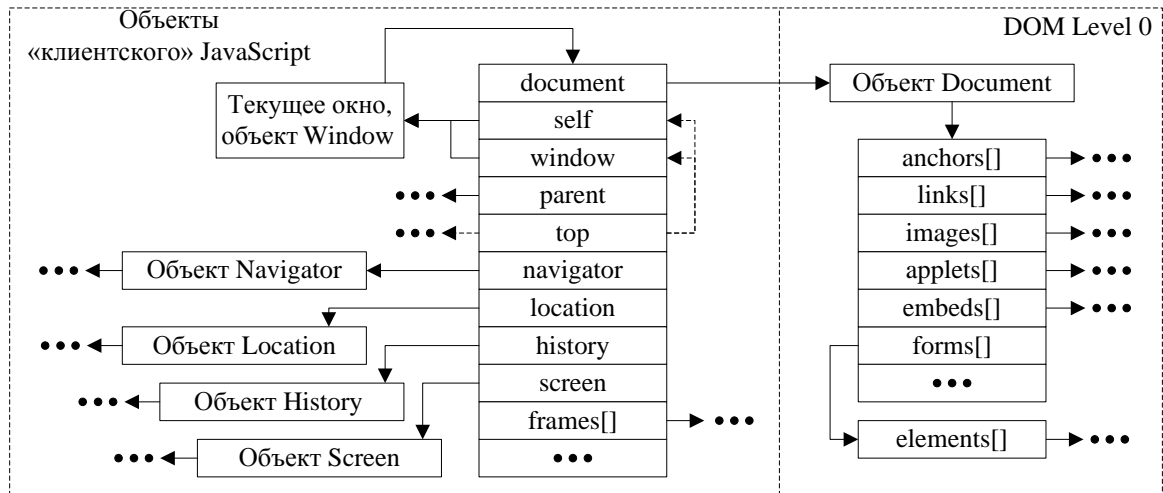 Объекты
«клиентского» JavaScript
DOM Level 0
Текущее окно,
объект Window
document
self
window
parent
top
navigator
location
history
screen
frames[]
Объект Navigator
Объект Location
Объект History
Объект Screen
Объект Document
anchors[]
links[]
images[]
applets[]
embeds[]
forms[]
elements[]